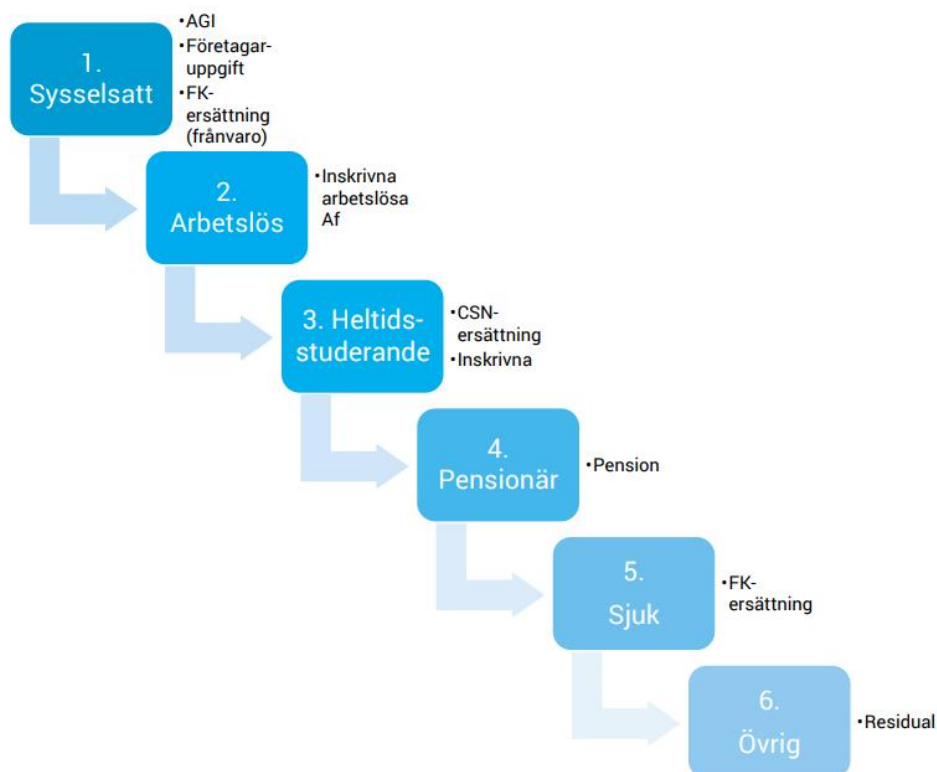 1.
Sysselsatt
•AGI
•Företagar-
uppgift
•FK-
ersättning
(frånvaro)
2.
Arbetslös
•Inskrivna
arbetslösa
Af
3. Heltids-
studerande
•CSN-
ersättning
•Inskrivna
4.
Pensionär
•Pension
5.
Sjuk
•FK-
ersättning
6.
Övrig
•Residual